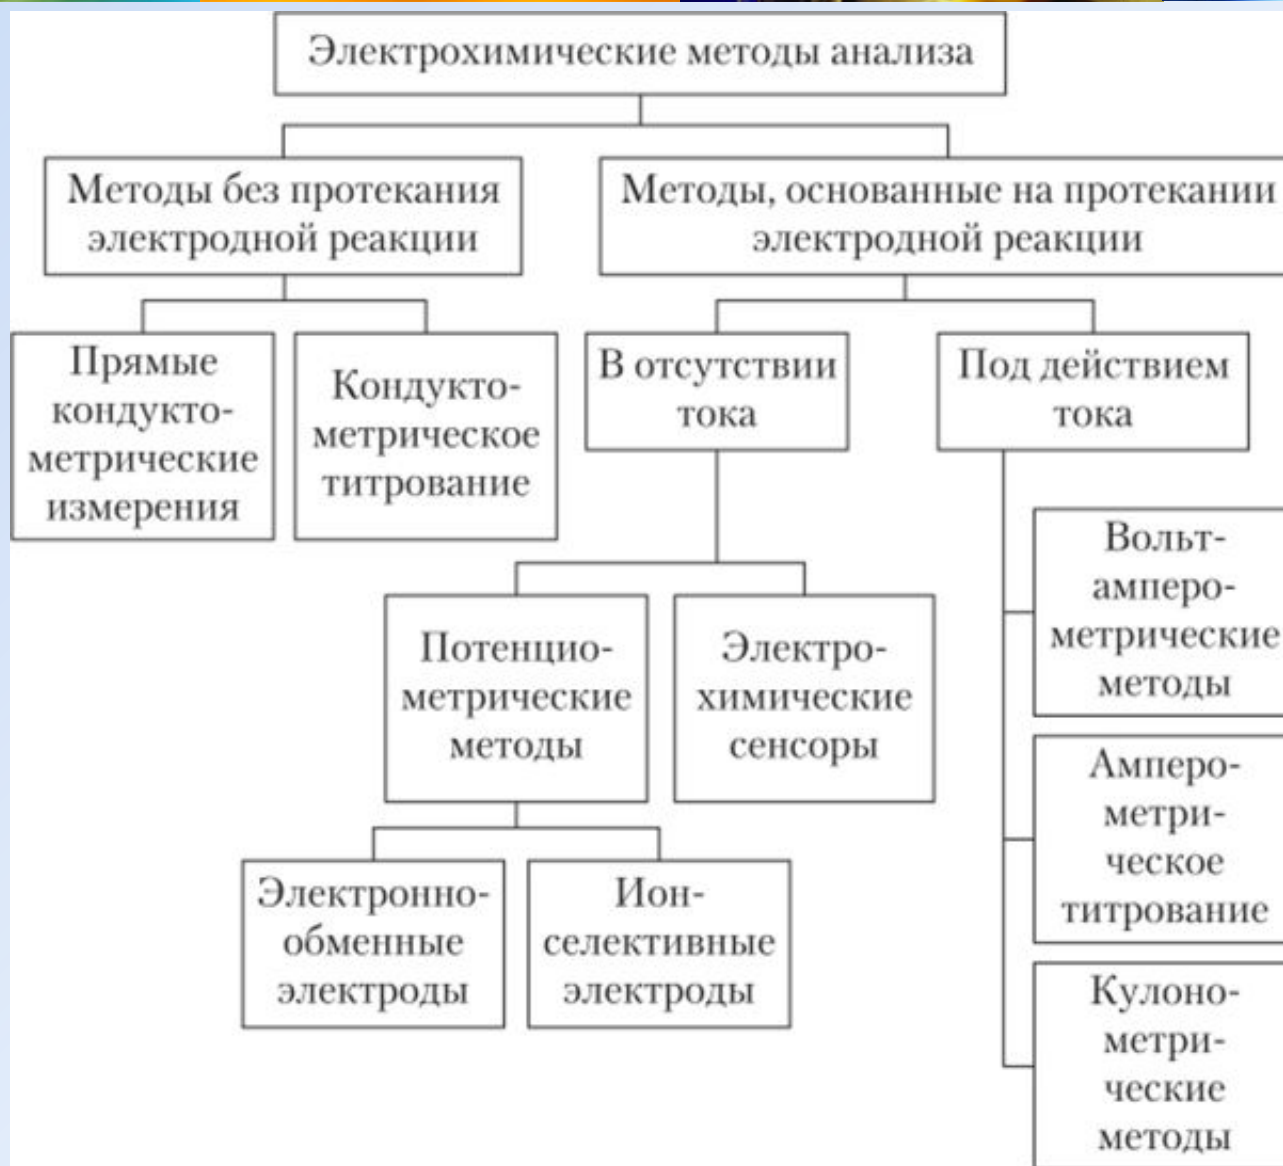 Электрохимические методы анализа
Методы без протекания
электродной реакции
Методы, основанные на протекании
электродной реакции
Прямые
кондукто-
метрические
измерения
Кондукто-
метрическое
титрование
В отсутствии
тока
Под действием
тока
Потенцио-
метрические
методы
Электро-
химические
сенсоры
Электронно-
обменные
электроды
Ион-
селективные
электроды
Вольт-
амперо-
метрические
методы
Амперо-
метри-
ческое
титрование
Кулоно-
метри-
ческие
методы